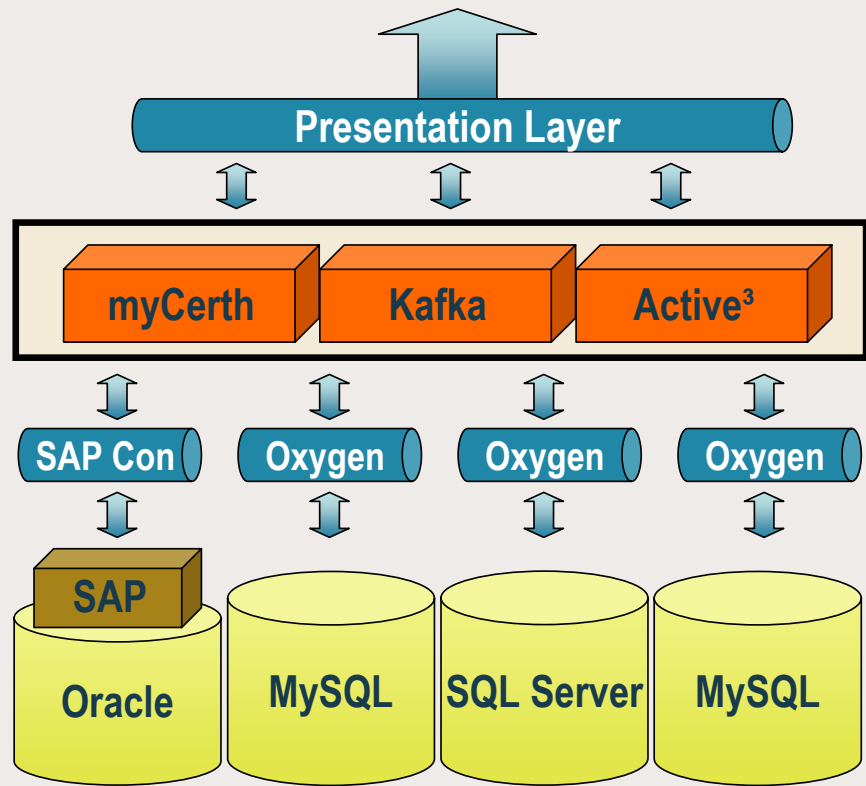 Presentation Layer
myCerth
Kafka
Active³
SAP Con
Oxygen
Oxygen
Oxygen
SAP
Oracle
MySQL
SQL Server
MySQL